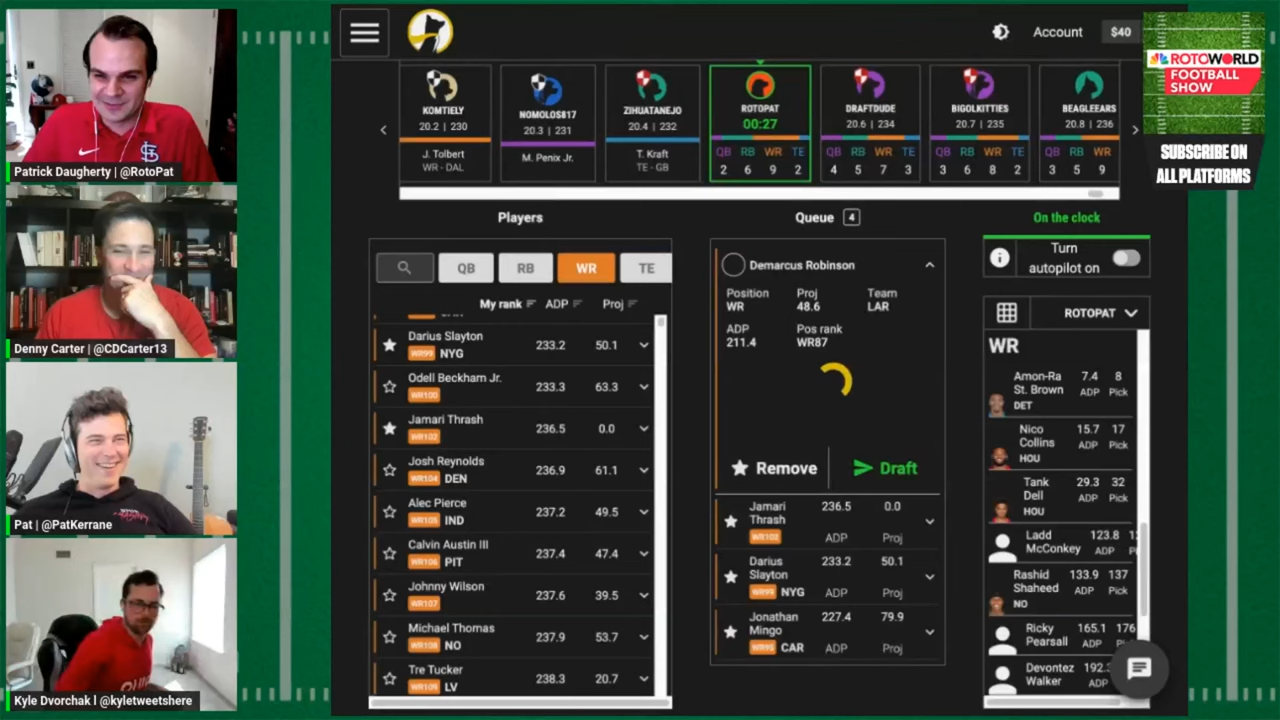 Patrick Daugherty | @RotoPat
Denny Carter | @CDCarter13
Pat | @PatKerrane
Kyle Dvorchak l @kyletweetshere
Account
$40
KOMTIELY
20.2 | 230
J. Tolbert
WR - DAL
NOMOLOS817
20.3 | 231
M. Penix Jr.
ZIHUATANEJO
20.4 | 232
T. Kraft
TE - GB
ROTOPAT
00:27
QB RB WR TE
2 6 9 2
DRAFTDUDE
20.6 | 234
QB RB WR TE
4 5 7 3
BIGOLKITTIES
20.7 | 235
QB RB WR TE
3 6 8 2
BEAGLEEARS
20.8 | 236
QB RB WR
3 5 9
Players
QB RB WR TE
My rank ADP Proj
Darius Slayton 233.2 50.1
WR99 NYG
Odell Beckham Jr. 233.3 63.3
WR100
Jamari Thrash 236.5 0.0
WR102
Josh Reynolds 236.9 61.1
WR104 DEN
Alec Pierce 237.2 49.5
WR105 IND
Calvin Austin III 237.4 47.4
WR106 PIT
Johnny Wilson 237.6 39.5
WR107
Michael Thomas 237.9 53.7
WR108 NO
Tre Tucker 238.3 20.7
WR109 LV
Queue 4
Demarcus Robinson
Position Proj Team
WR 48.6 LAR
ADP Pos rank
211.4 WR87
Remove Draft
Jamari Thrash 236.5 0.0
WR102 ADP Proj
Darius Slayton 233.2 50.1
WR99 NYG ADP Proj
Jonathan Mingo 227.4 79.9
CAR ADP Proj
On the clock
Turn
autopilot on
ROTOPAT
WR
Amon-Ra St. Brown 7.4 8
DET ADP Pick
Nico Collins 15.7 17
HOU ADP Pick
Tank Dell 29.3 32
HOU ADP Pick
Ladd McConkey 123.8
ADP
Rashid Shaheed 133.9 137
NO ADP Pick
Ricky Pearsall 165.1 176
ADP
Devontez Walker
ADP
NBC SPORTS
ROTOWORLD
FOOTBALL
SHOW
SUBSCRIBE ON
ALL PLATFORMS